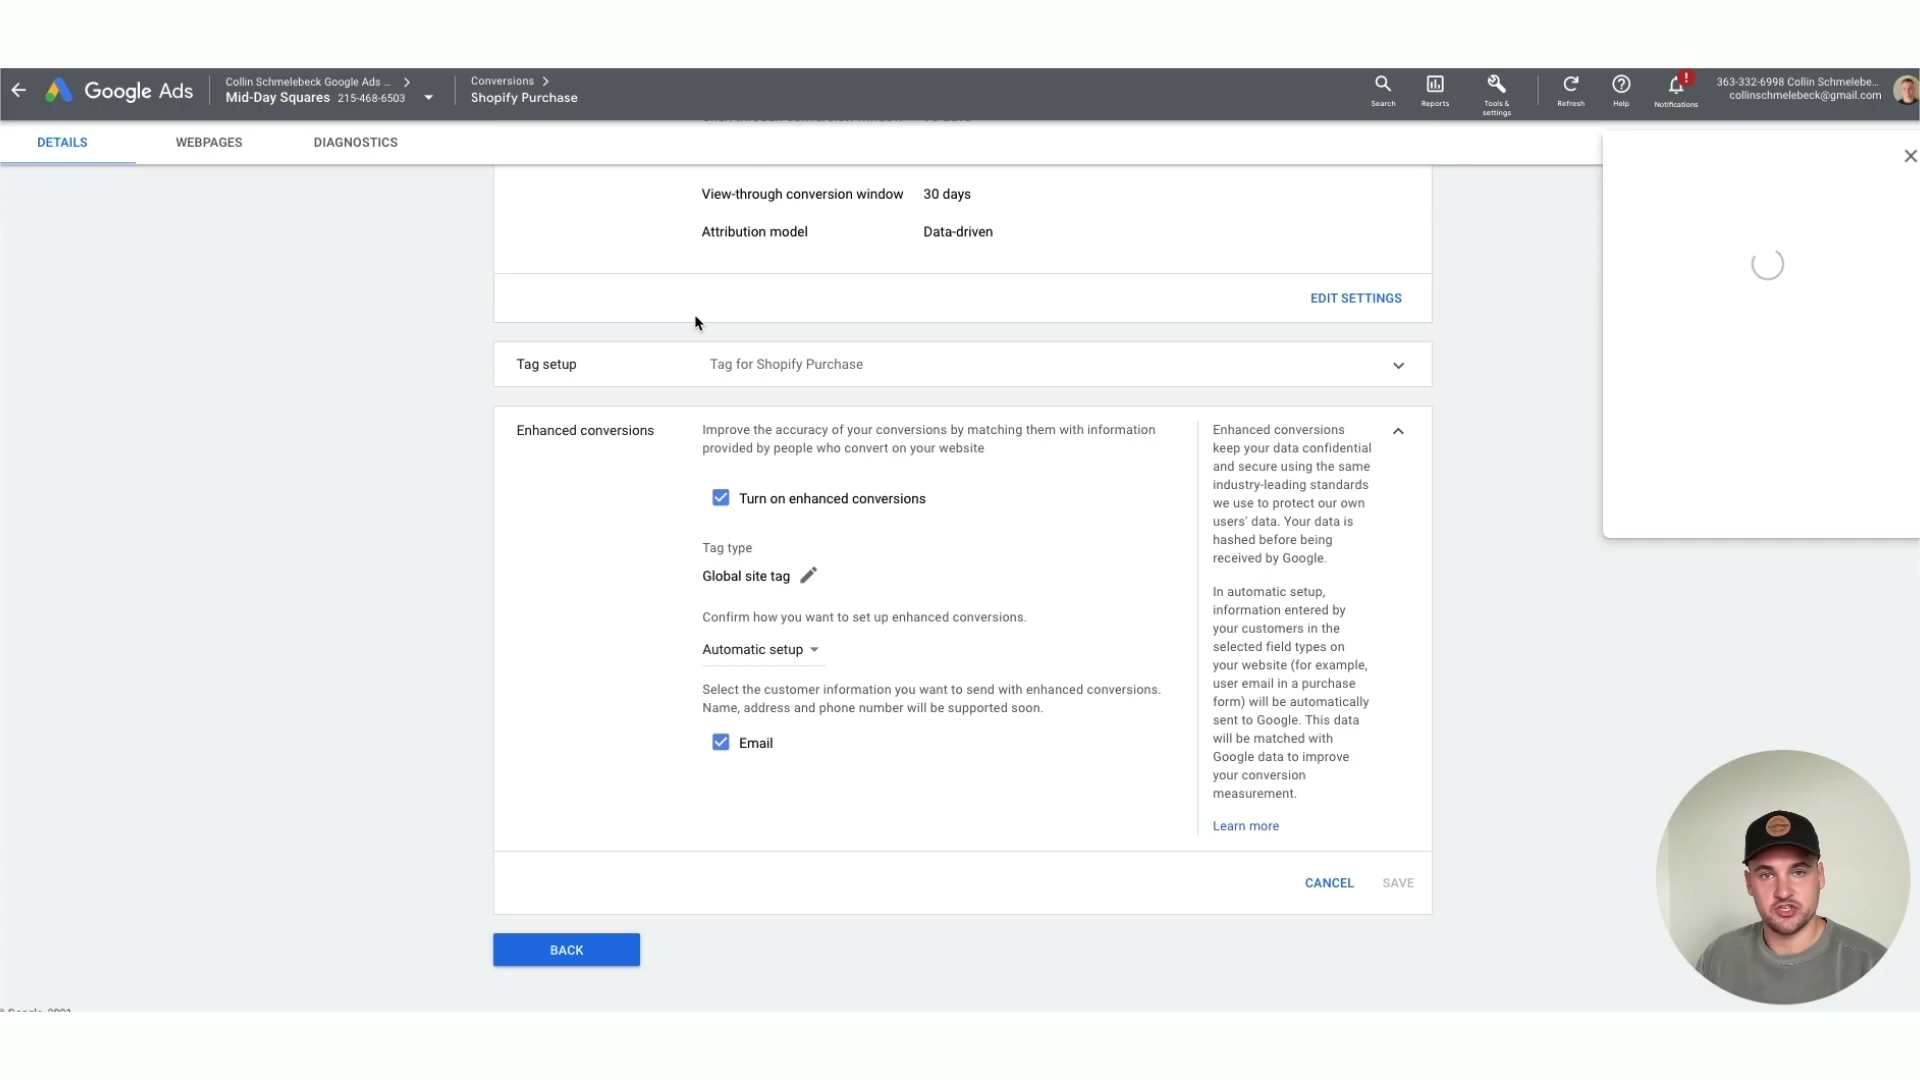 Google Ads
Collin Schmelebeck Google Ads ...
Mid-Day Squares 215-468-6503
Conversions
Shopify Purchase
Search
Reports
Tools &
settings
Refresh
Help
!
Notifications
363-332-6998 Collin Schmelebe...
collinschmelebeck@gmail.com
DETAILS
WEBPAGES
DIAGNOSTICS
View-through conversion window 30 days
Attribution model Data-driven
EDIT SETTINGS
Tag setup
Tag for Shopify Purchase
Enhanced conversions
Improve the accuracy of your conversions by matching them with information
provided by people who convert on your website
Turn on enhanced conversions
Tag type
Global site tag
Confirm how you want to set up enhanced conversions.
Automatic setup
Select the customer information you want to send with enhanced conversions.
Name, address and phone number will be supported soon.
Email
Enhanced conversions
keep your data confidential
and secure using the same
industry-leading standards
we use to protect our own
users' data. Your data is
hashed before being
received by Google.
In automatic setup,
information entered by
your customers in the
selected field types on
your website (for example,
user email in a purchase
form) will be automatically
sent to Google. This data
will be matched with
Google data to improve
your conversion
measurement.
Learn more
CANCEL
SAVE
BACK